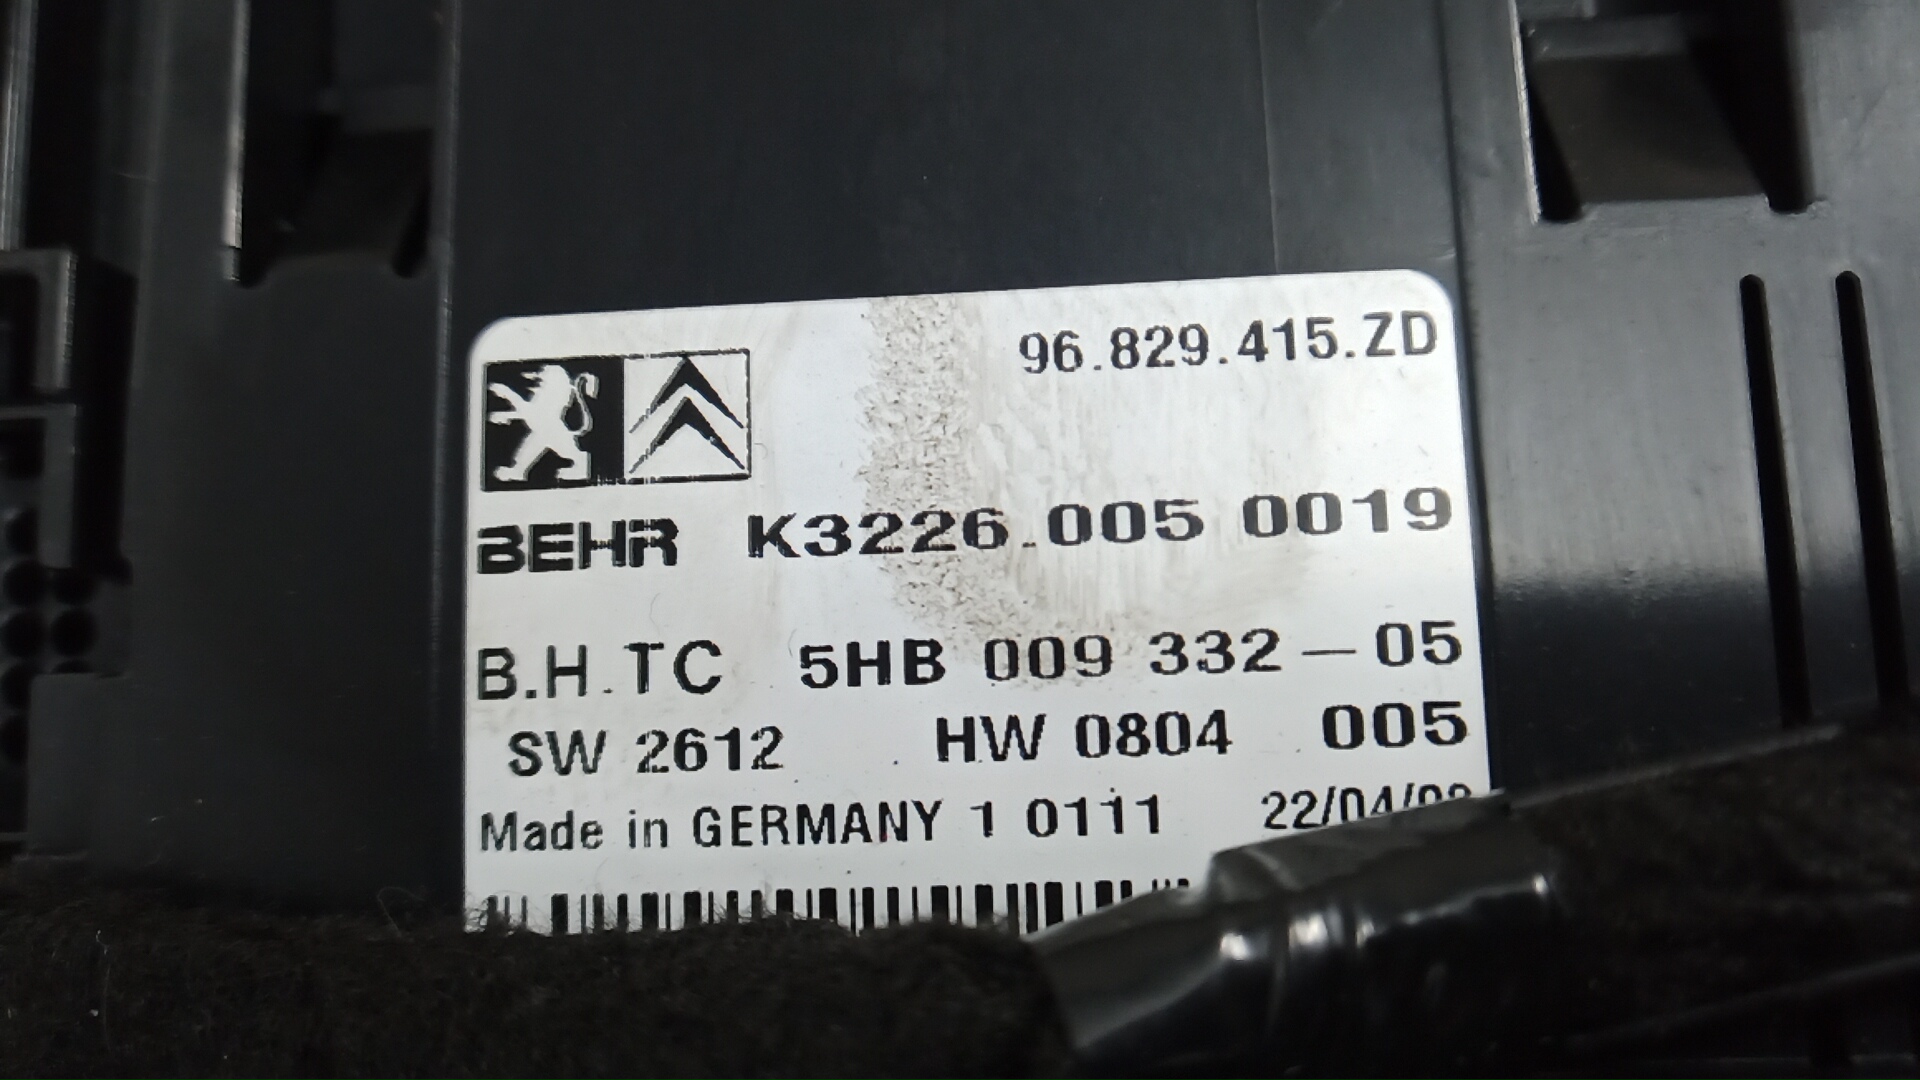 96.829.415.ZD
BEHR K3226.005 0019
B.H.TC 5HB 009 332-05
SW 2612 HW 0804 005
Made in GERMANY 1 0111